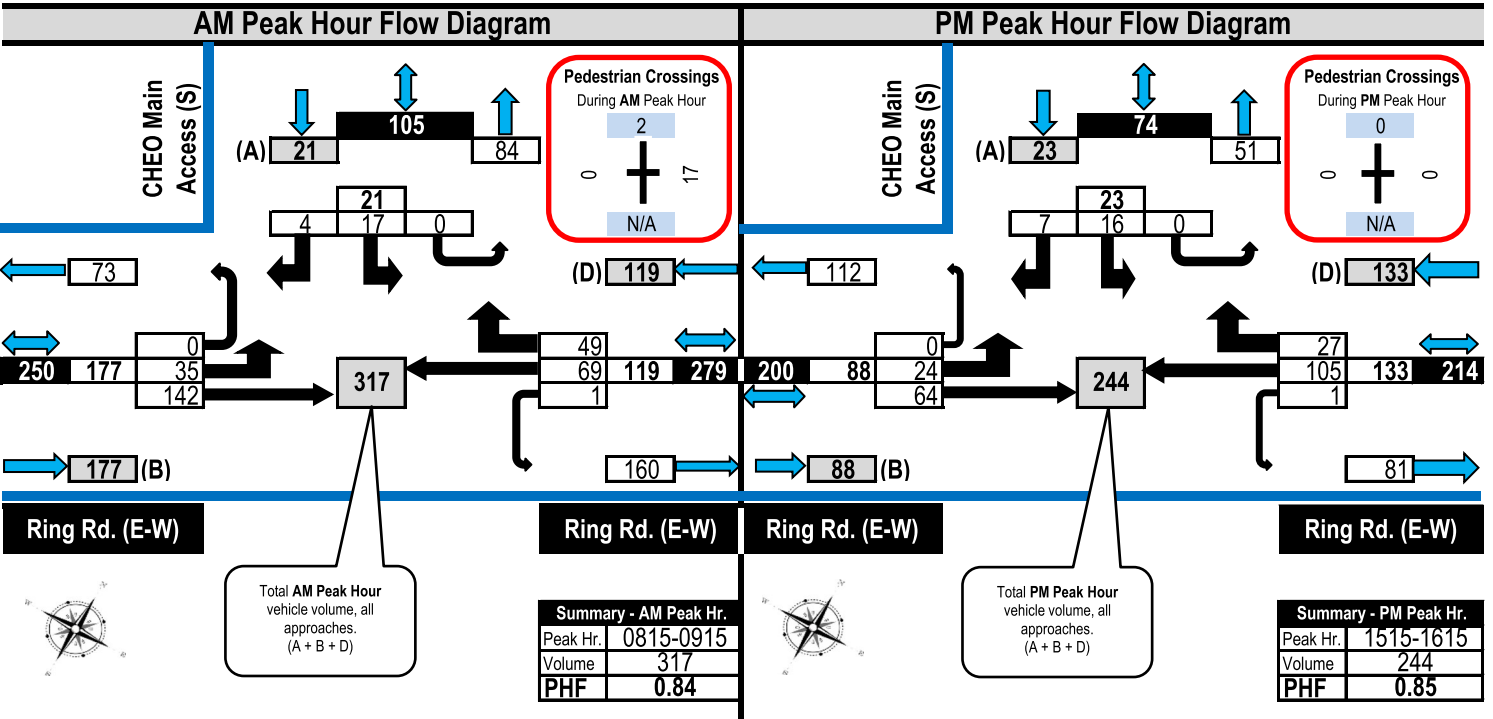 AM Peak Hour Flow Diagram
CHEO Main
Access (S)
105
(A) 21
84
21
4 17 0
Pedestrian Crossings
During AM Peak Hour
2
0
17
N/A
73
(D) 119
0
250 177 35
142
317
49
69 119 279
1
177 (B)
160
Ring Rd. (E-W)
Ring Rd. (E-W)
Total AM Peak Hour
vehicle volume, all
approaches.
(A + B + D)
Summary - AM Peak Hr.
Peak Hr. 0815-0915
Volume 317
PHF 0.84
PM Peak Hour Flow Diagram
CHEO Main
Access (S)
74
(A) 23
51
23
7 16 0
Pedestrian Crossings
During PM Peak Hour
0
0
0
N/A
112
(D) 133
0
200 88 24
64
244
27
105 133 214
1
88 (B)
81
Ring Rd. (E-W)
Ring Rd. (E-W)
Total PM Peak Hour
vehicle volume, all
approaches.
(A + B + D)
Summary - PM Peak Hr.
Peak Hr. 1515-1615
Volume 244
PHF 0.85